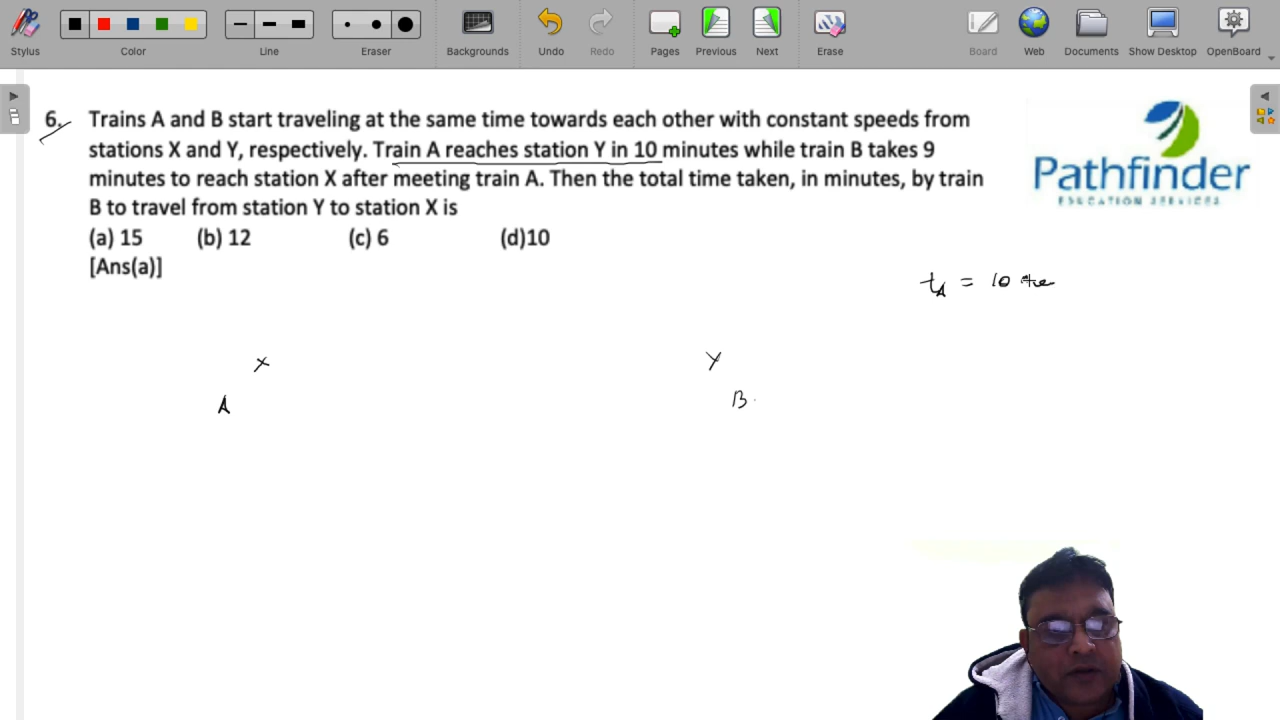 Stylus
Color
Line
Eraser
Backgrounds
Undo
Redo
Pages
Previous
Next
Erase
Board
Web
Documents
Show Desktop
OpenBoard
6. Trains A and B start traveling at the same time towards each other with constant speeds from
stations X and Y, respectively. Train A reaches station Y in 10 minutes while train B takes 9
minutes to reach station X after meeting train A. Then the total time taken, in minutes, by train
B to travel from station Y to station X is
(a) 15 (b) 12 (c) 6 (d)10
[Ans(a)]
Pathfinder
EDUCATION SERVICES
t_A = 10
X Y
A B